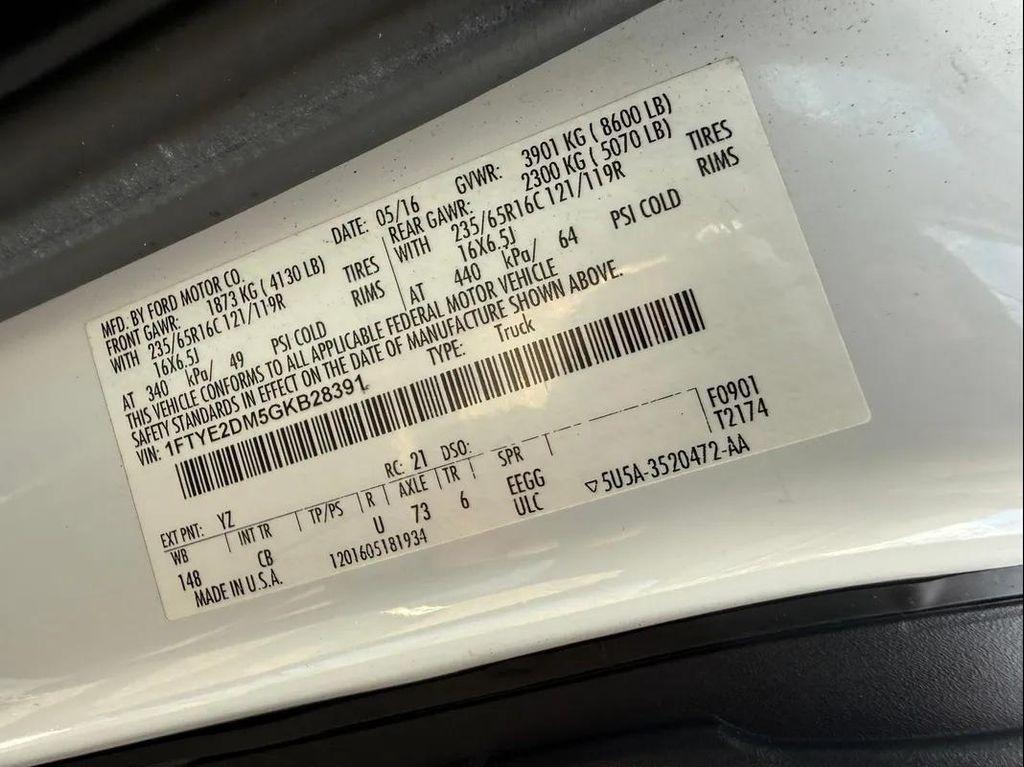 MFD. BY FORD MOTOR CO. DATE: 05/16 GVWR: 3901 KG ( 8600 LB)
FRONT GAWR: 1873 KG ( 4130 LB) REAR GAWR: 2300 KG ( 5070 LB)
WITH 235/65R16C 121/119R TIRES WITH 235/65R16C 121/119R TIRES
16X6.5J RIMS 16X6.5J RIMS
AT 340 kPa/ 49 PSI COLD AT 440 kPa/ 64 PSI COLD
THIS VEHICLE CONFORMS TO ALL APPLICABLE FEDERAL MOTOR VEHICLE
SAFETY STANDARDS IN EFFECT ON THE DATE OF MANUFACTURE SHOWN ABOVE.
VIN: 1FTYE2DM5GKB28391 TYPE: Truck
F0901
T2174
EXT PNT: YZ RC: 21 DSO:
WB INT TR TP/PS R AXLE TR SPR
148 CB U 73 6 EEGG
ULC
MADE IN U.S.A. 1201605181934 ▽5U5A-3520472-AA